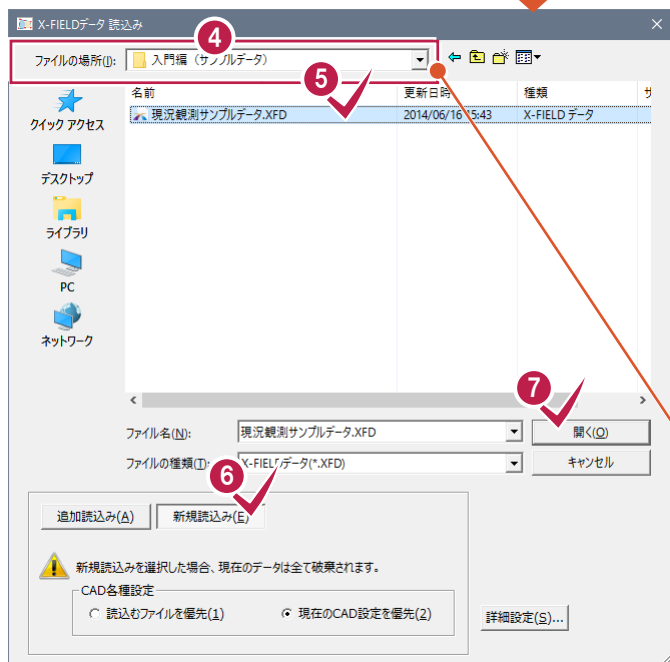 X-FIELDデータ 読込み
4
ファイルの場所(I): 入門編（サンプルデータ）
5
名前 更新日時 種類 サ
現況観測サンプルデータ.XFD 2014/06/16 15:43 X-FIELD データ
クイック アクセス
デスクトップ
ライブラリ
PC
ネットワーク
7
ファイル名(N): 現況観測サンプルデータ.XFD 開く(O)
ファイルの種類(T): X-FIELDデータ(*.XFD) キャンセル
6
追加読込み(A) 新規読込み(E)
新規読込みを選択した場合、現在のデータは全て破棄されます。
CAD各種設定
読込むファイルを優先(1) 現在のCAD設定を優先(2) 詳細設定(S)...